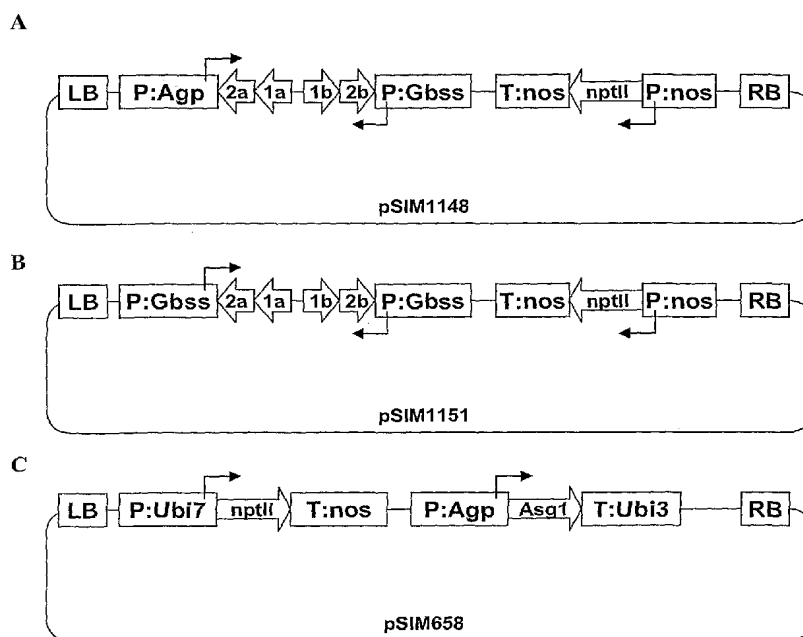 A
LB P:Agp 2a 1a 1b 2b P:Gbss T:nos nptII P:nos RB
pSIM1148
B
LB P:Gbss 2a 1a 1b 2b P:Gbss T:nos nptII P:nos RB
pSIM1151
C
LB P:Ubi7 nptII T:nos P:Agp Asg1 T:Ubi3 RB
pSIM658